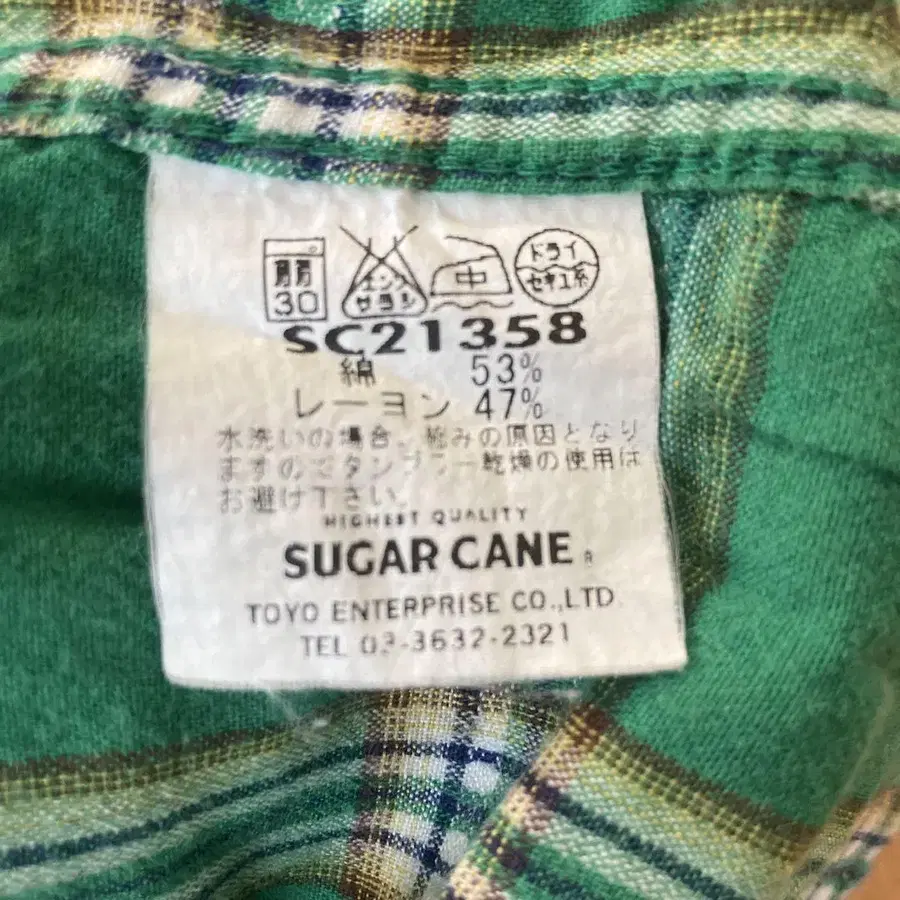 弱 30 エンソ サラシ 中 ドライ セキユ系
SC21358
綿 53%
レーヨン 47%
水洗いの場合、縮みの原因となり
ますのでタンブラー乾燥の使用は
お避け下さい。
HIGHEST QUALITY
SUGAR CANE ®
TOYO ENTERPRISE CO.,LTD.
TEL 03-3632-2321